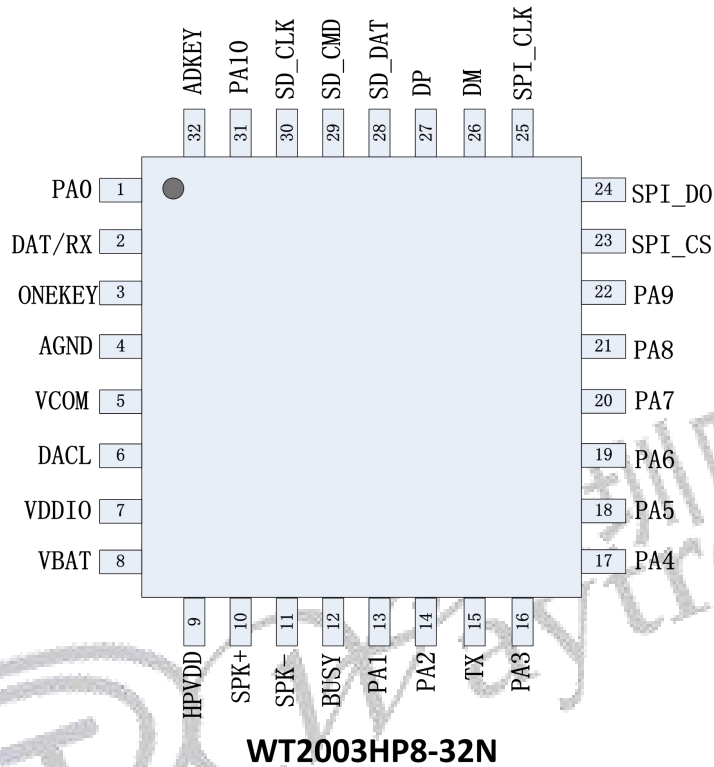 ADKEY PA10 SD_CLK SD_CMD SD_DAT DP DM SPI_CLK
32 31 30 29 28 27 26 25
PA0 1 24 SPI_DO
DAT/RX 2 23 SPI_CS
ONEKEY 3 22 PA9
AGND 4 21 PA8
VCOM 5 20 PA7
DACL 6 19 PA6
VDDIO 7 18 PA5
VBAT 8 17 PA4
9 10 11 12 13 14 15 16
HPVDD SPK+ SPK- BUSY PA1 PA2 TX PA3
WT2003HP8-32N